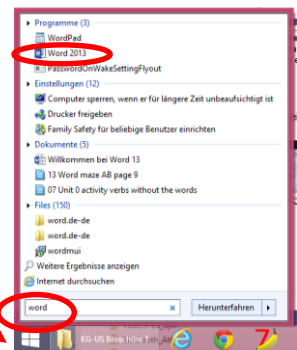 Programme (3)
WordPad
Word 2013
PasswordOnWakeSettingFlyout
Einstellungen (12)
Computer sperren, wenn er für längere Zeit unbeaufsichtigt ist
Drucker freigeben
Family Safety für beliebige Benutzer einrichten
Dokumente (5)
Willkommen bei Word 13
13 Word maze AB page 9
07 Unit 0 activity verbs without the words
Files (150)
word.de-de
word.de-de
wordmui
Weitere Ergebnisse anzeigen
Internet durchsuchen
word
Herunterfahren
KG-US Broschüre